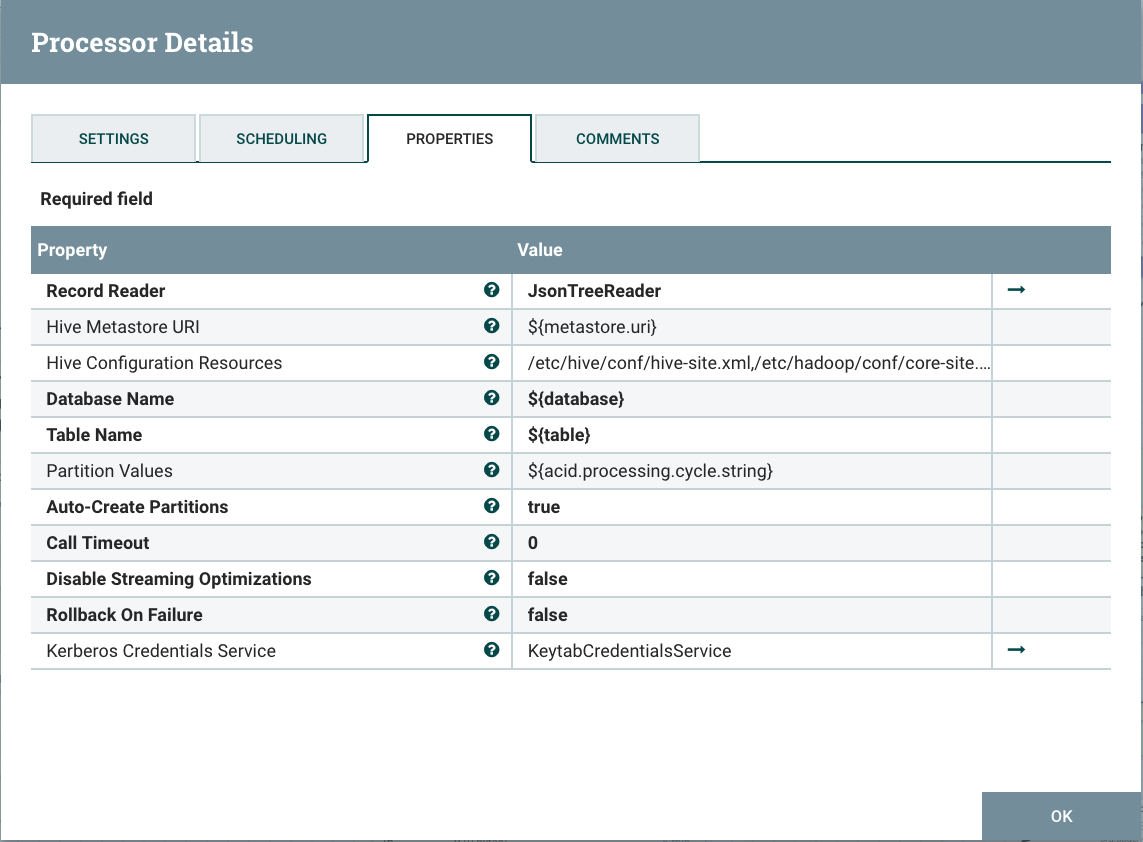 Processor Details
SETTINGS SCHEDULING PROPERTIES COMMENTS
Required field
Property Value
Record Reader ? JsonTreeReader
Hive Metastore URI ? ${metastore.uri}
Hive Configuration Resources ? /etc/hive/conf/hive-site.xml,/etc/hadoop/conf/core-site....
Database Name ? ${database}
Table Name ? ${table}
Partition Values ? ${acid.processing.cycle.string}
Auto-Create Partitions ? true
Call Timeout ? 0
Disable Streaming Optimizations ? false
Rollback On Failure ? false
Kerberos Credentials Service ? KeytabCredentialsService
OK